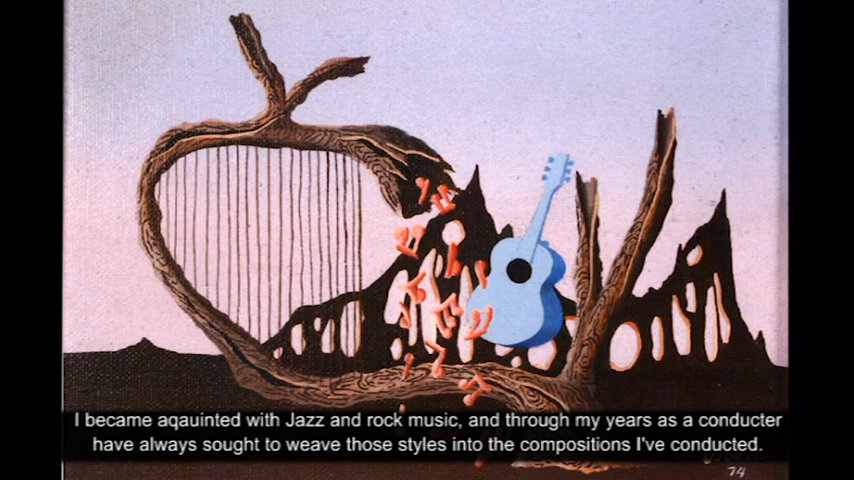 I became aqauinted with Jazz and rock music, and through my years as a conducter
have always sought to weave those styles into the compositions I've conducted.
74